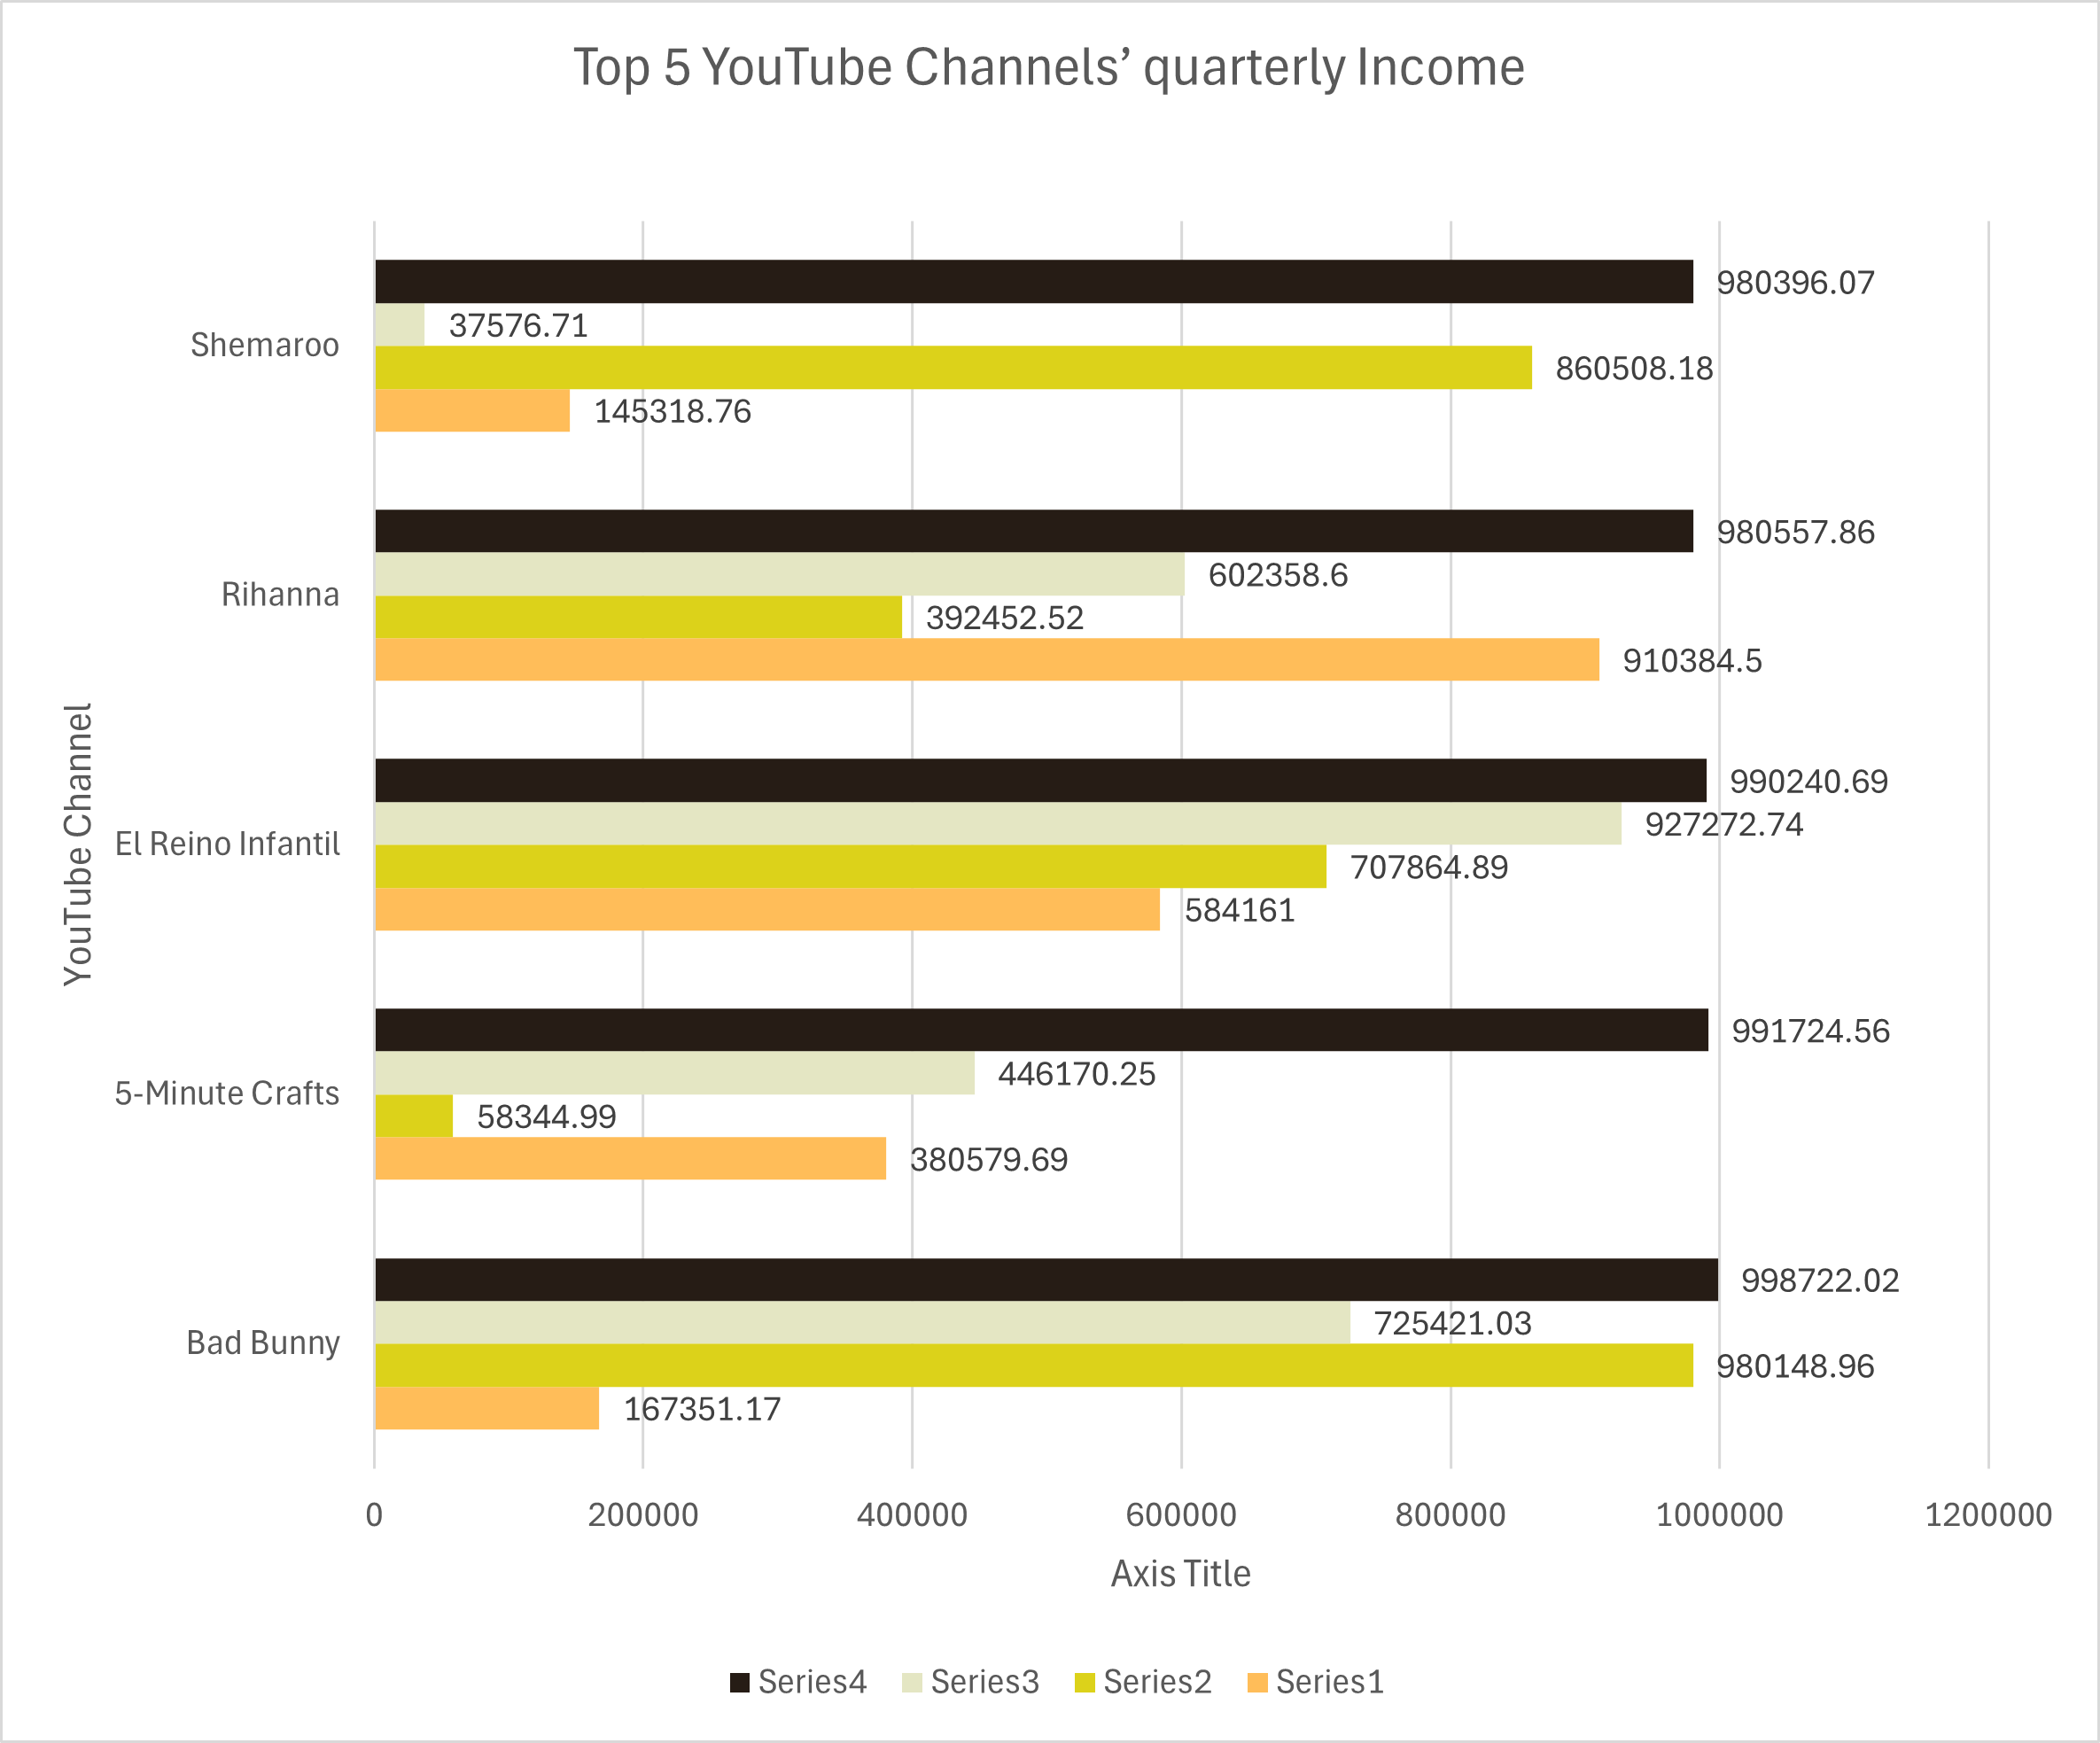 Top 5 YouTube Channels’ quarterly Income
YouTube Channel
Shemaroo
980396.07
37576.71
860508.18
145318.76
Rihanna
980557.86
602358.6
392452.52
910384.5
El Reino Infantil
990240.69
927272.74
707864.89
584161
5-Minute Crafts
991724.56
446170.25
58344.99
380579.69
Bad Bunny
998722.02
725421.03
980148.96
167351.17
0 200000 400000 600000 800000 1000000 1200000
Axis Title
Series4 Series3 Series2 Series1